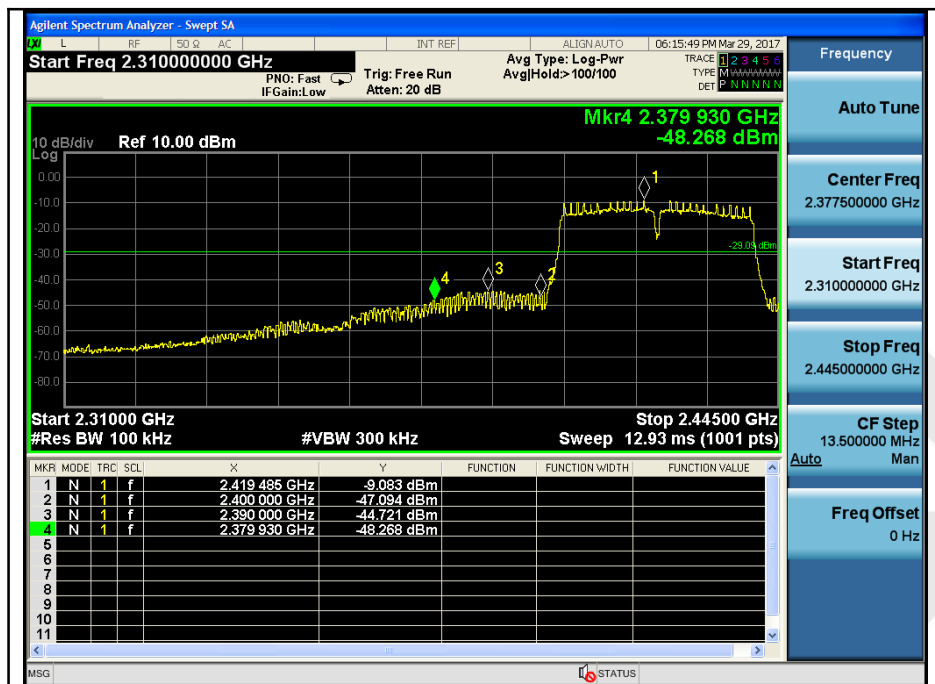 Agilent Spectrum Analyzer - Swept SA
LXI L RF 50 Ω AC INT REF ALIGN AUTO 06:15:49 PM Mar 29, 2017
Start Freq 2.310000000 GHz
PNO: Fast
IFGain:Low
Trig: Free Run
Atten: 20 dB
Avg Type: Log-Pwr
Avg|Hold:>100/100
TRACE 1 2 3 4 5 6
TYPE M WWWWW
DET P N N N N N
Mkr4 2.379 930 GHz
-48.268 dBm
10 dB/div Ref 10.00 dBm
Log
0.00
-10.0
-20.0
-30.0
-40.0
-50.0
-60.0
-70.0
-80.0
1
2
3
4
-29.09 dBm
Start 2.31000 GHz Stop 2.44500 GHz
#Res BW 100 kHz #VBW 300 kHz Sweep 12.93 ms (1001 pts)
MKR MODE TRC SCL X Y FUNCTION FUNCTION WIDTH FUNCTION VALUE
1 N 1 f 2.419 485 GHz -9.083 dBm
2 N 1 f 2.400 000 GHz -47.094 dBm
3 N 1 f 2.390 000 GHz -44.721 dBm
4 N 1 f 2.379 930 GHz -48.268 dBm
5
6
7
8
9
10
11
MSG STATUS
Frequency
Auto Tune
Center Freq
2.377500000 GHz
Start Freq
2.310000000 GHz
Stop Freq
2.445000000 GHz
CF Step
13.500000 MHz
Auto Man
Freq Offset
0 Hz